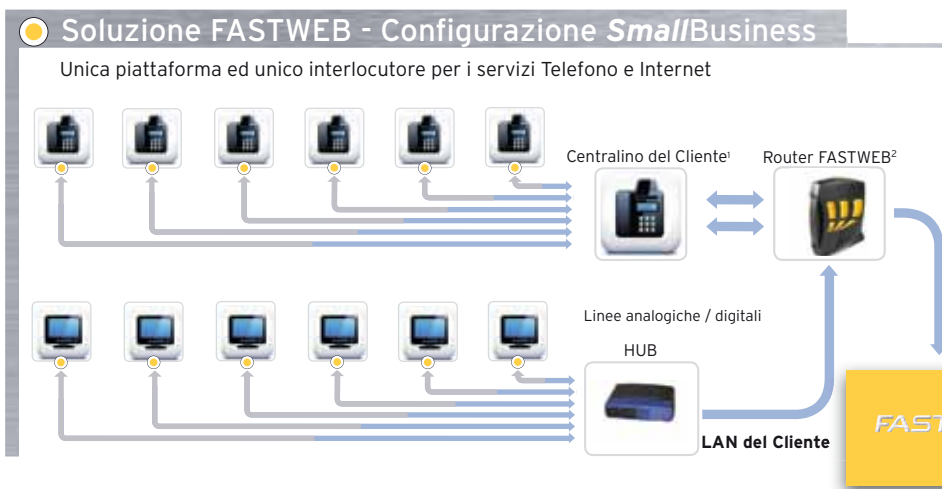 Soluzione FASTWEB - Configurazione SmallBusiness
Unica piattaforma ed unico interlocutore per i servizi Telefono e Internet
Centralino del Cliente¹
Router FASTWEB²
Linee analogiche / digitali
HUB
LAN del Cliente
FAST